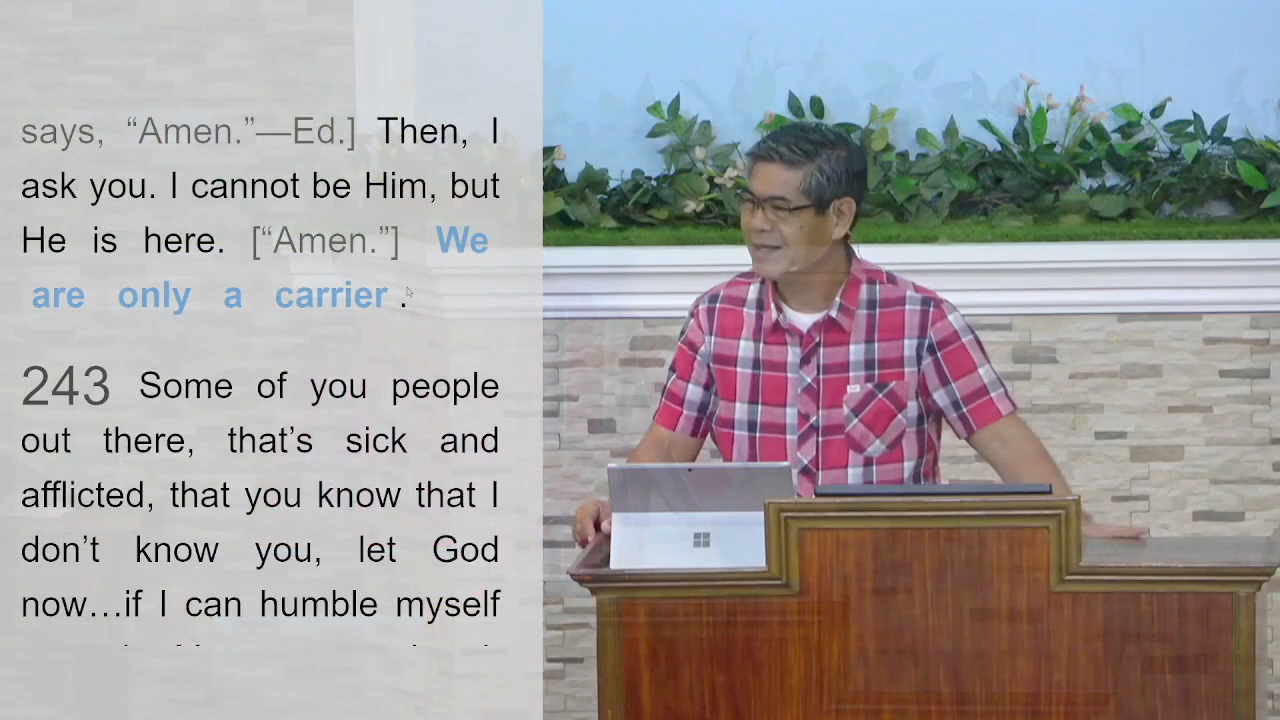 says, “Amen.”—Ed.] Then, I
ask you. I cannot be Him, but
He is here. [“Amen.”] We
are only a carrier .
243 Some of you people
out there, that’s sick and
afflicted, that you know that I
don’t know you, let God
now…if I can humble myself